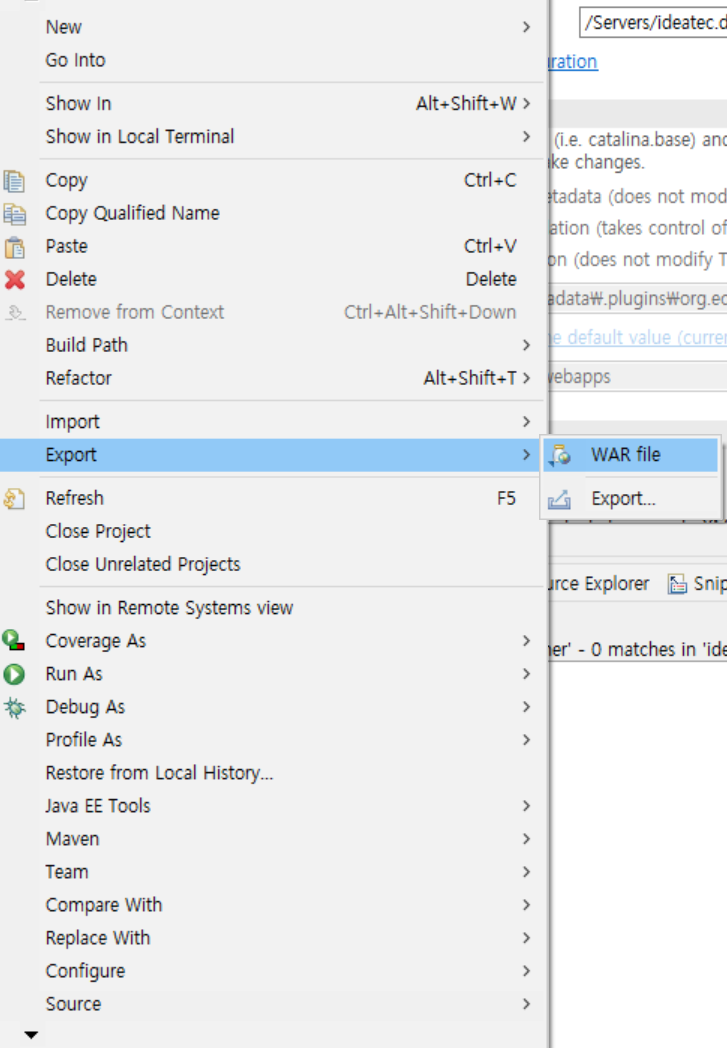 New
/Servers/ideatec.d
Go Into
uration
Show In Alt+Shift+W
Show in Local Terminal
(i.e. catalina.base) and
ke changes.
Copy Ctrl+C
etadata (does not mod
Copy Qualified Name
ation (takes control of
Paste Ctrl+V
on (does not modify T
Delete Delete
adata₩.plugins₩org.ec
Remove from Context Ctrl+Alt+Shift+Down
e default value (curren
Build Path
Refactor Alt+Shift+T
webapps
Import
Export
WAR file
Refresh F5
Export...
Close Project
Close Unrelated Projects
urce Explorer Snip
Show in Remote Systems view
Coverage As
her' - 0 matches in 'ide
Run As
Debug As
Profile As
Restore from Local History...
Java EE Tools
Maven
Team
Compare With
Replace With
Configure
Source